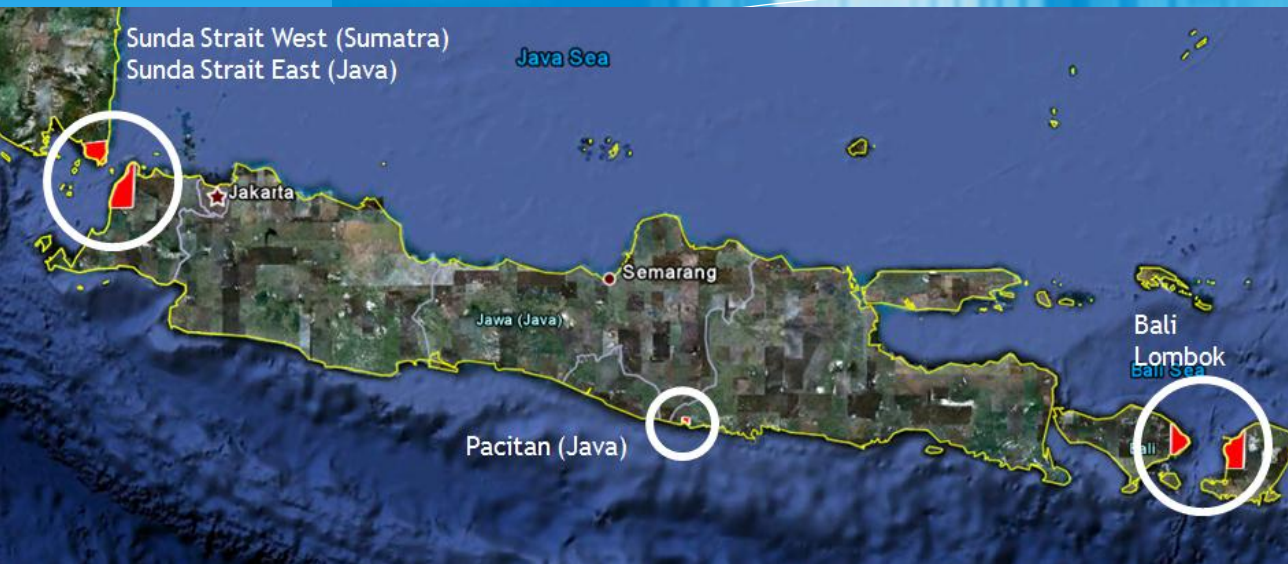 Sunda Strait West (Sumatra)
Sunda Strait East (Java)
Java Sea
Jakarta
Semarang
Jawa (Java)
Bali
Lombok
Bali Sea
Pacitan (Java)
Bali